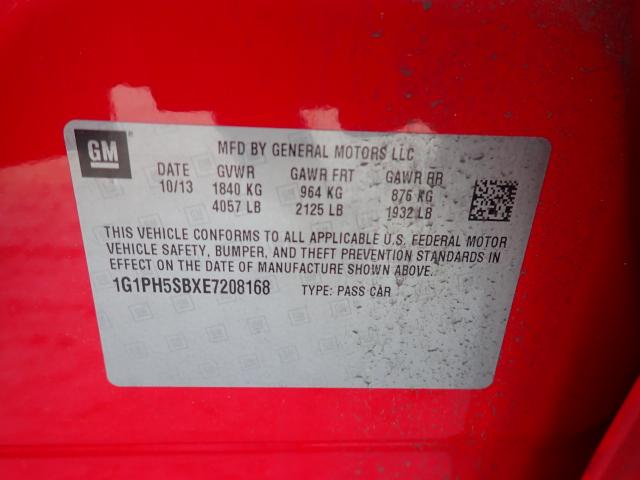 GM
MFD BY GENERAL MOTORS LLC
DATE GVWR GAWR FRT GAWR RR
10/13 1840 KG 964 KG 876 KG
4057 LB 2125 LB 1932 LB
THIS VEHICLE CONFORMS TO ALL APPLICABLE U.S. FEDERAL MOTOR
VEHICLE SAFETY, BUMPER, AND THEFT PREVENTION STANDARDS IN
EFFECT ON THE DATE OF MANUFACTURE SHOWN ABOVE.
1G1PH5SBXE7208168 TYPE: PASS CAR